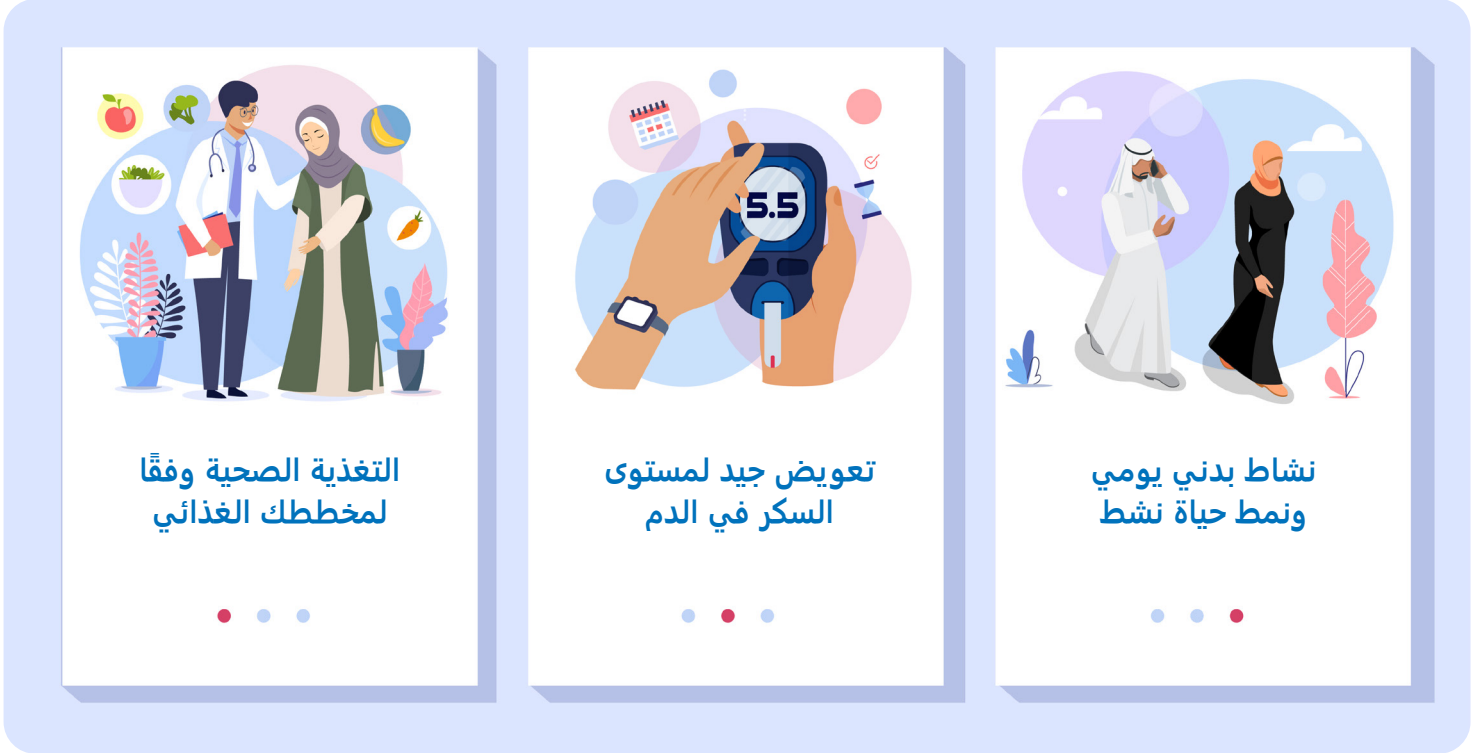 نشاط بدني يومي
ونمط حياة نشط
5.5
تعويض جيد لمستوى
السكر في الدم
التغذية الصحية وفقًا
لمخططك الغذائي